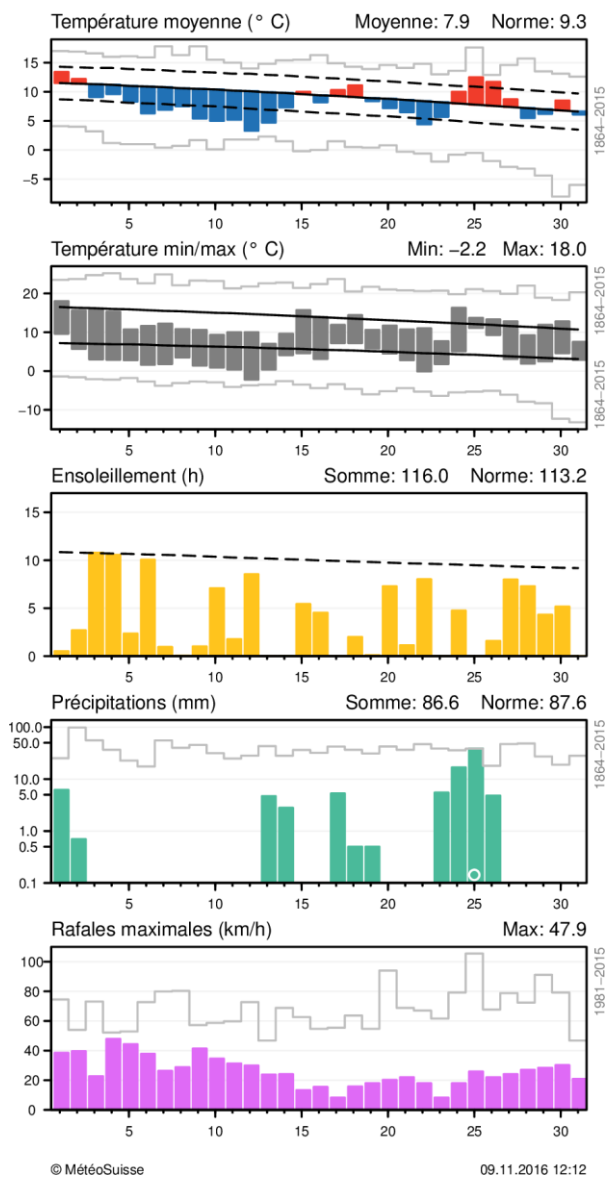 Température moyenne (° C) Moyenne: 7.9 Norme: 9.3
15
10
5
0
−5
1864−2015
5 10 15 20 25 30
Température min/max (° C) Min: −2.2 Max: 18.0
20
10
0
−10
1864−2015
5 10 15 20 25 30
Ensoleillement (h) Somme: 116.0 Norme: 113.2
15
10
5
0
5 10 15 20 25 30
Précipitations (mm) Somme: 86.6 Norme: 87.6
100.0
50.0
10.0
5.0
1.0
0.5
0.1
1864−2015
5 10 15 20 25 30
Rafales maximales (km/h) Max: 47.9
100
80
60
40
20
0
1981−2015
5 10 15 20 25 30
© MétéoSuisse 09.11.2016 12:12